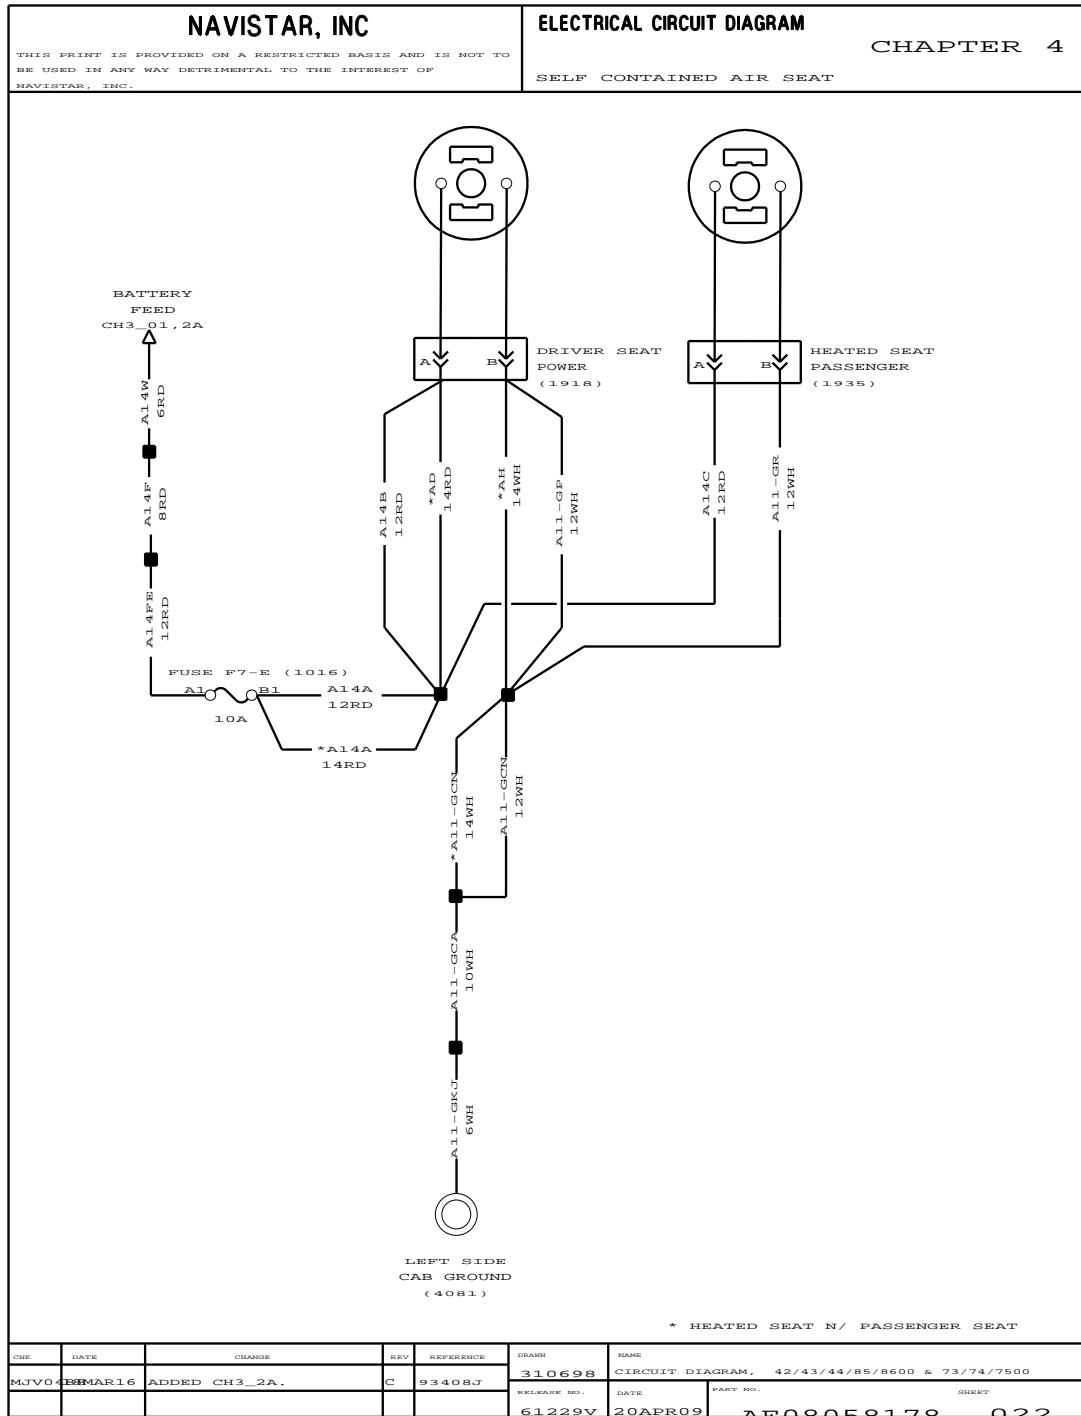 NAVISTAR, INC
THIS PRINT IS PROVIDED ON A RESTRICTED BASIS AND IS NOT TO
BE USED IN ANY WAY DETRIMENTAL TO THE INTEREST OF
NAVISTAR, INC.
ELECTRICAL CIRCUIT DIAGRAM
CHAPTER 4
SELF CONTAINED AIR SEAT
BATTERY
FEED
CH3_01,2A
A14W
6RD
A14F
8RD
A14FE
12RD
FUSE F7-E (1016)
A1
B1
10A
A14A
12RD
*A14A
14RD
A
B
DRIVER SEAT
POWER
(1918)
A
B
HEATED SEAT
PASSENGER
(1935)
A14B
12RD
*AD
14RD
*AH
14WH
A11-GP
12WH
A14C
12RD
A11-GR
12WH
*A11-GCN
14WH
A11-GCN
12WH
A11-GCA
10WH
A11-GKJ
6WH
LEFT SIDE
CAB GROUND
(4081)
* HEATED SEAT N/ PASSENGER SEAT
CHK
DATE
CHANGE
REV
REFERENCE
ADDED CH3_2A.
C
93408J
DRAWN
310698
NAME
CIRCUIT DIAGRAM, 42/43/44/85/8600 & 73/74/7500
RELEASE NO.
61229V
DATE
20APR09
PART NO.
AE08058178
SHEET
022